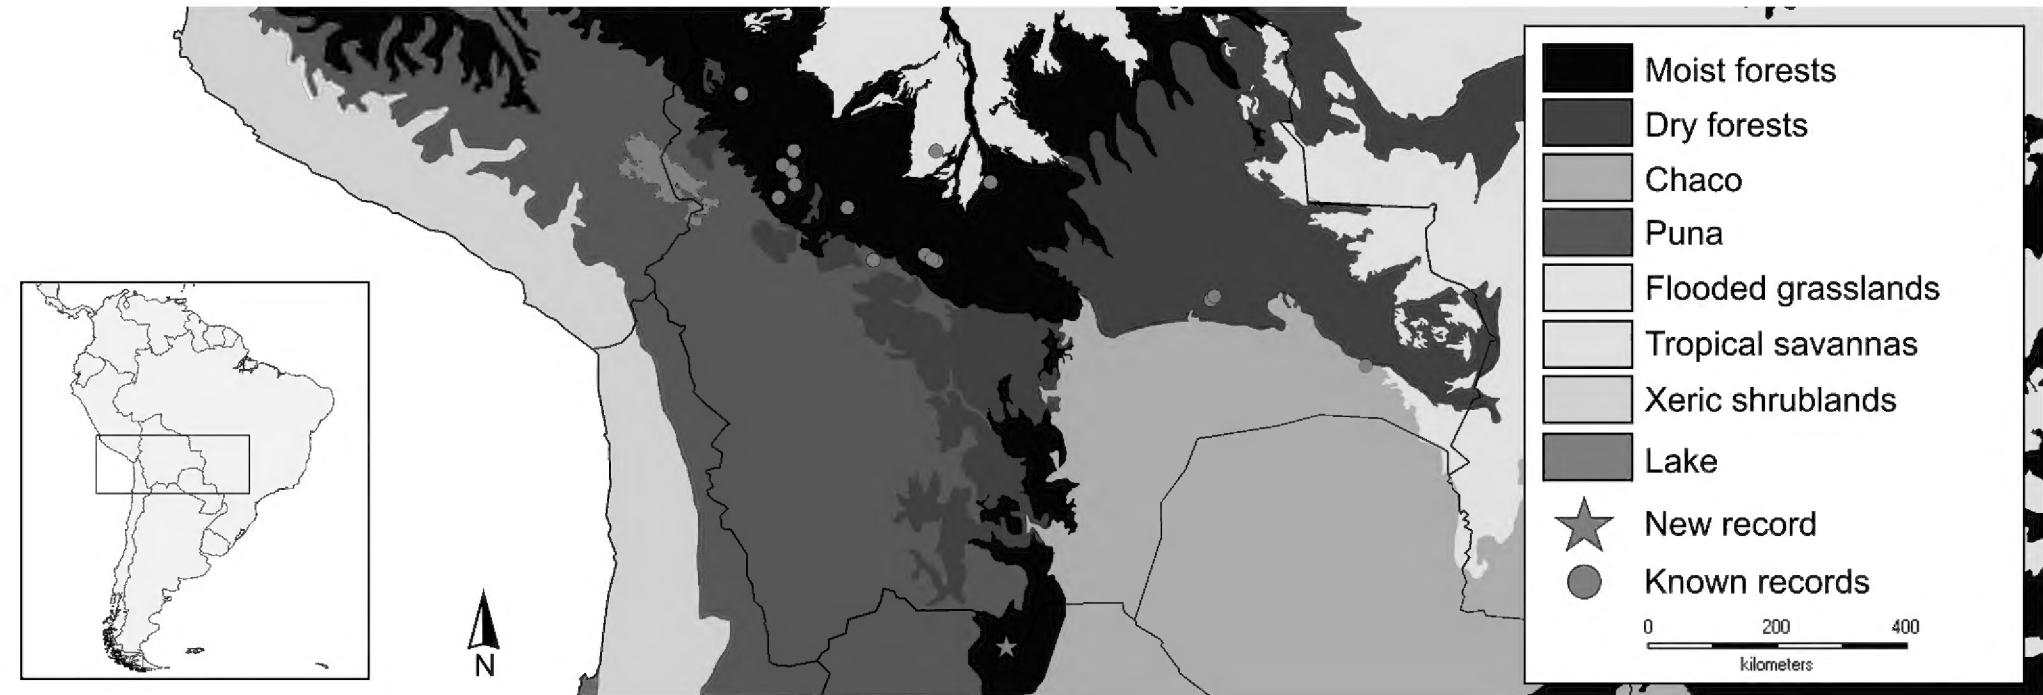 Moist forests
Dry forests
Chaco
Puna
Flooded grasslands
Tropical savannas
Xeric shrublands
Lake
New record
Known records
0 200 400
kilometers
N